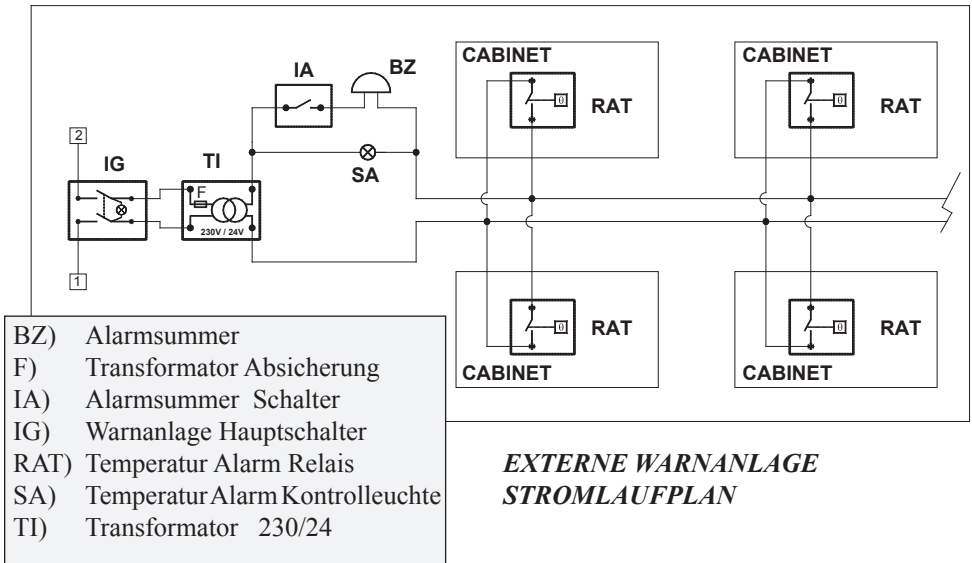 CABINET
CABINET
IA
BZ
θ
RAT
θ
RAT
2
IG
TI
SA
F
230V / 24V
1
θ
RAT
θ
RAT
CABINET
CABINET
BZ) Alarmsummer
F) Transformator Absicherung
IA) Alarmsummer Schalter
IG) Warnanlage Hauptschalter
RAT) Temperatur Alarm Relais
SA) Temperatur Alarm Kontrolleuchte
TI) Transformator 230/24
EXTERNE WARNANLAGE
STROMLAUFPLAN